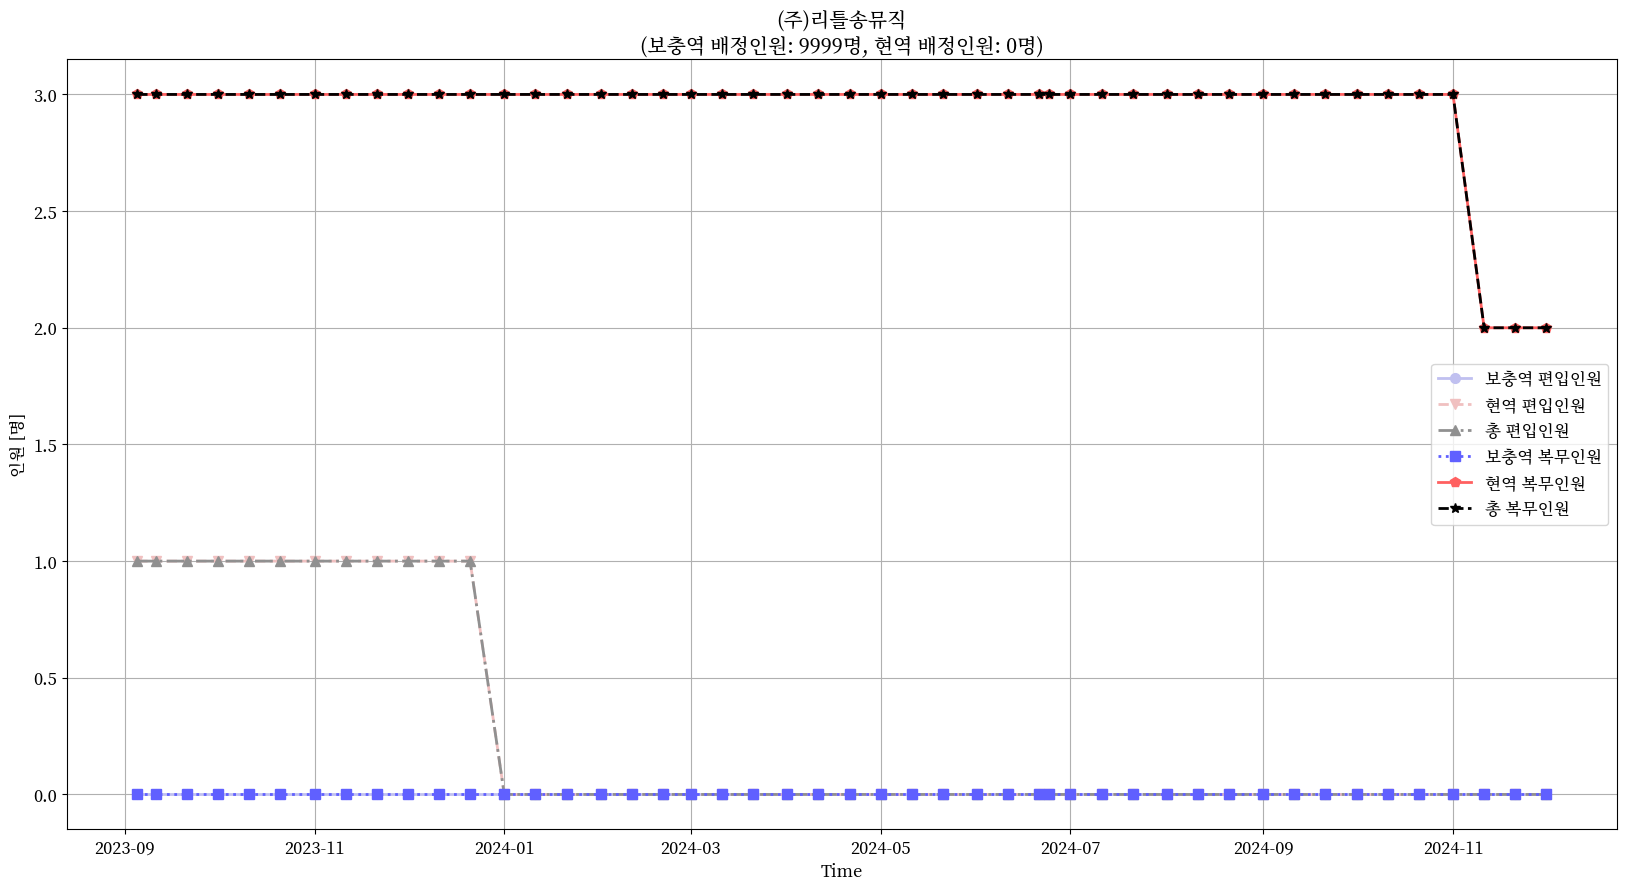 (주)리틀송뮤직
(보충역 배정인원: 9999명, 현역 배정인원: 0명)
인원 [명]
3.0
2.5
2.0
1.5
1.0
0.5
0.0
보충역 편입인원
현역 편입인원
총 편입인원
보충역 복무인원
현역 복무인원
총 복무인원
2023-09 2023-11 2024-01 2024-03 2024-05 2024-07 2024-09 2024-11
Time